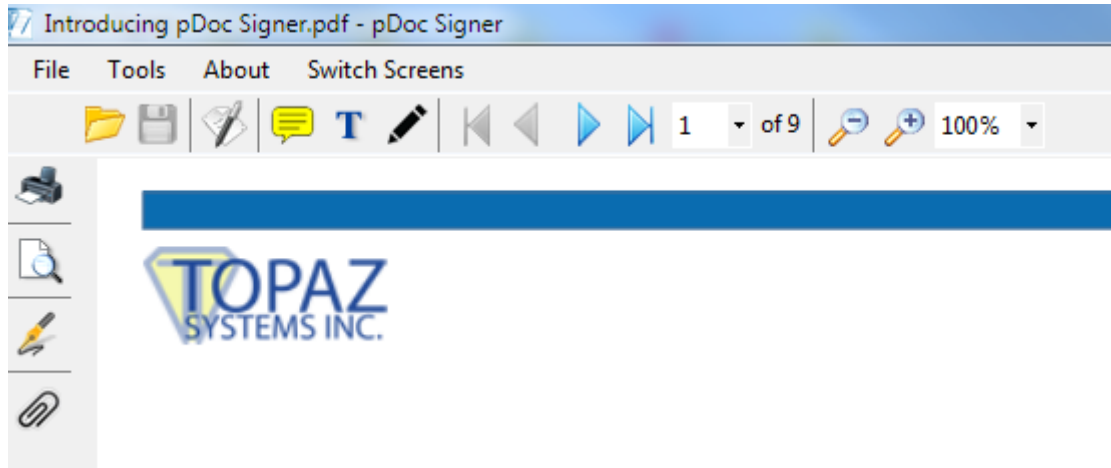 Introducing pDoc Signer.pdf - pDoc Signer
File Tools About Switch Screens
T 1 of 9 100%
TOPAZ
SYSTEMS INC.